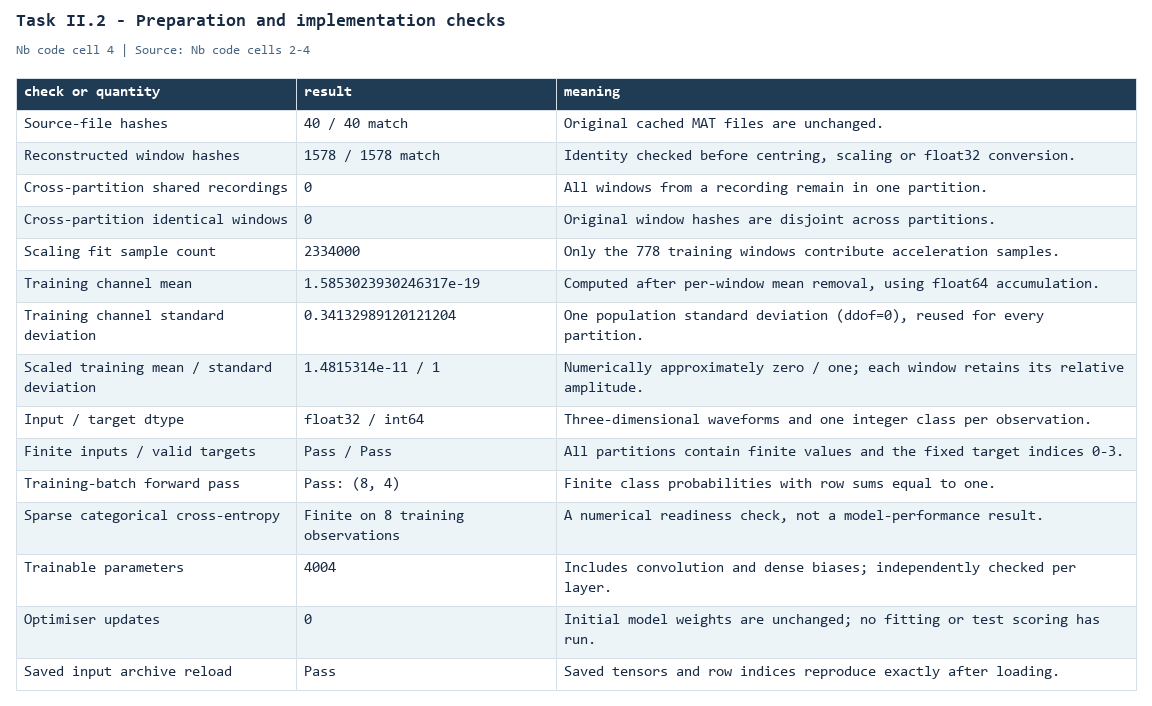 Task II.2 - Preparation and implementation checks
Nb code cell 4 | Source: Nb code cells 2-4
check or quantity result meaning
Source-file hashes 40 / 40 match Original cached MAT files are unchanged.
Reconstructed window hashes 1578 / 1578 match Identity checked before centring, scaling or float32 conversion.
Cross-partition shared recordings 0 All windows from a recording remain in one partition.
Cross-partition identical windows 0 Original window hashes are disjoint across partitions.
Scaling fit sample count 2334000 Only the 778 training windows contribute acceleration samples.
Training channel mean 1.5853023930246317e-19 Computed after per-window mean removal, using float64 accumulation.
Training channel standard 0.34132989120121204 One population standard deviation (ddof=0), reused for every
deviation partition.
Scaled training mean / standard 1.4815314e-11 / 1 Numerically approximately zero / one; each window retains its relative
deviation amplitude.
Input / target dtype float32 / int64 Three-dimensional waveforms and one integer class per observation.
Finite inputs / valid targets Pass / Pass All partitions contain finite values and the fixed target indices 0-3.
Training-batch forward pass Pass: (8, 4) Finite class probabilities with row sums equal to one.
Sparse categorical cross-entropy Finite on 8 training A numerical readiness check, not a model-performance result.
observations
Trainable parameters 4004 Includes convolution and dense biases; independently checked per
layer.
Optimiser updates 0 Initial model weights are unchanged; no fitting or test scoring has
run.
Saved input archive reload Pass Saved tensors and row indices reproduce exactly after loading.